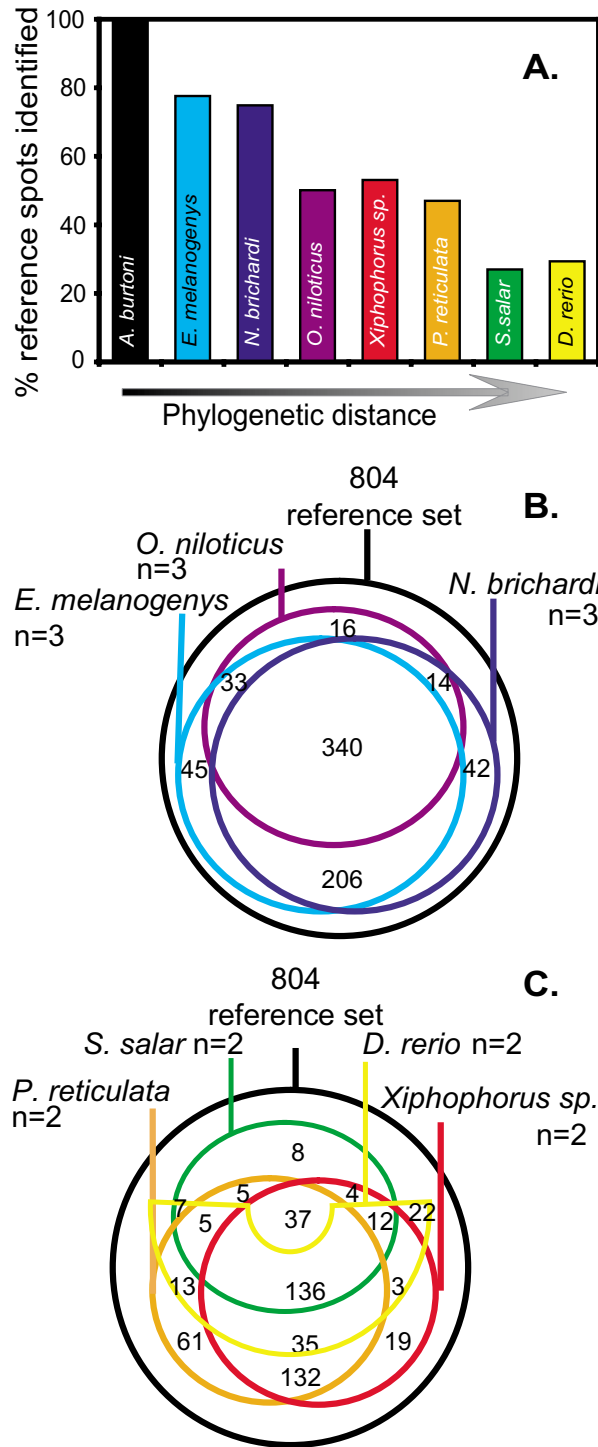 A.
% reference spots identified
100
80
60
40
20
0
A. burtoni
E. melanogenys
N. brichardi
O. niloticus
Xiphophorus sp.
P. reticulata
S.salar
D. rerio
Phylogenetic distance
B.
804
reference set
O. niloticus
n=3
E. melanogenys
n=3
N. brichardi
n=3
16
33
14
340
45
42
206
C.
804
reference set
S. salar n=2
D. rerio n=2
P. reticulata
n=2
Xiphophorus sp.
n=2
8
5
4
7
5
37
12
22
13
136
3
61
35
19
132